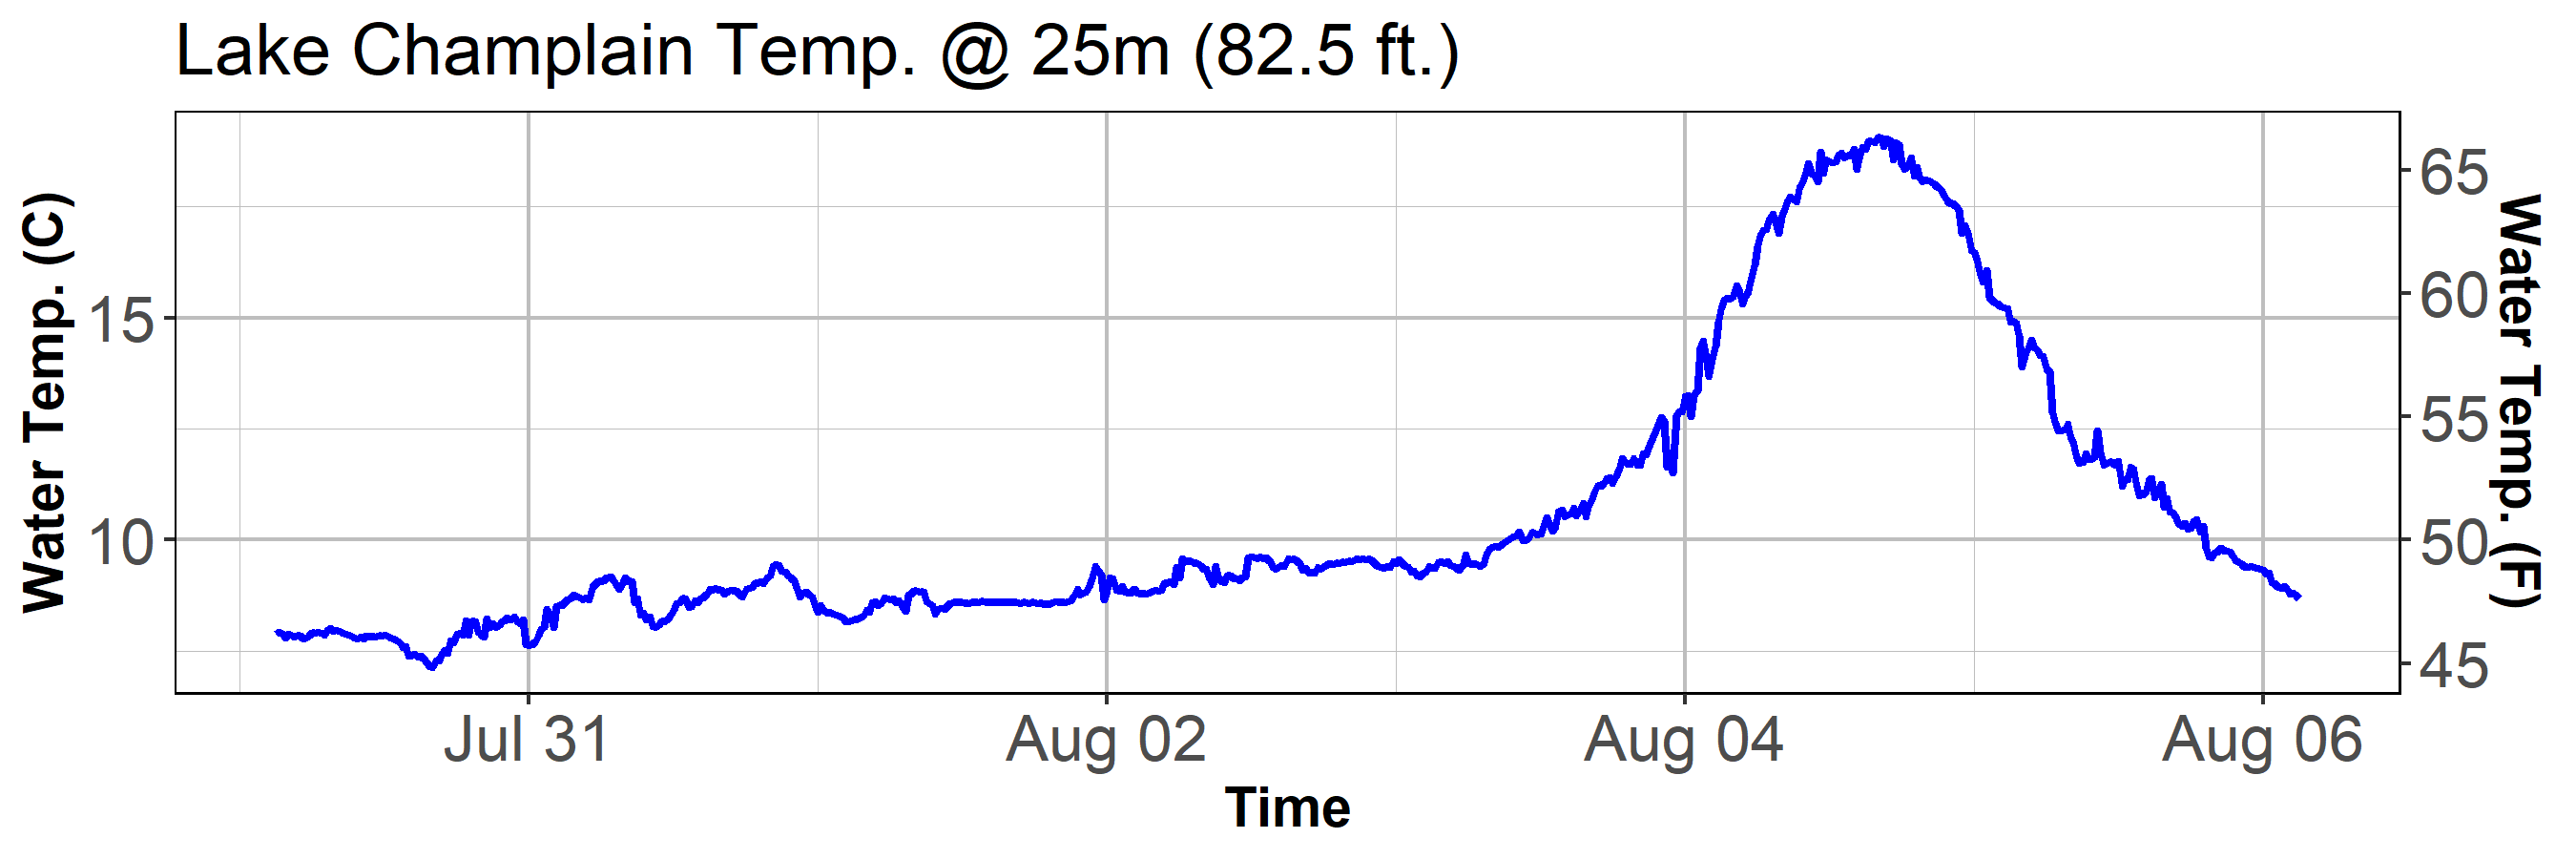 Lake Champlain Temp. @ 25m (82.5 ft.)
Water Temp. (C)
15
10
65
60
55
50
45
Water Temp. (F)
Jul 31
Aug 02
Aug 04
Aug 06
Time